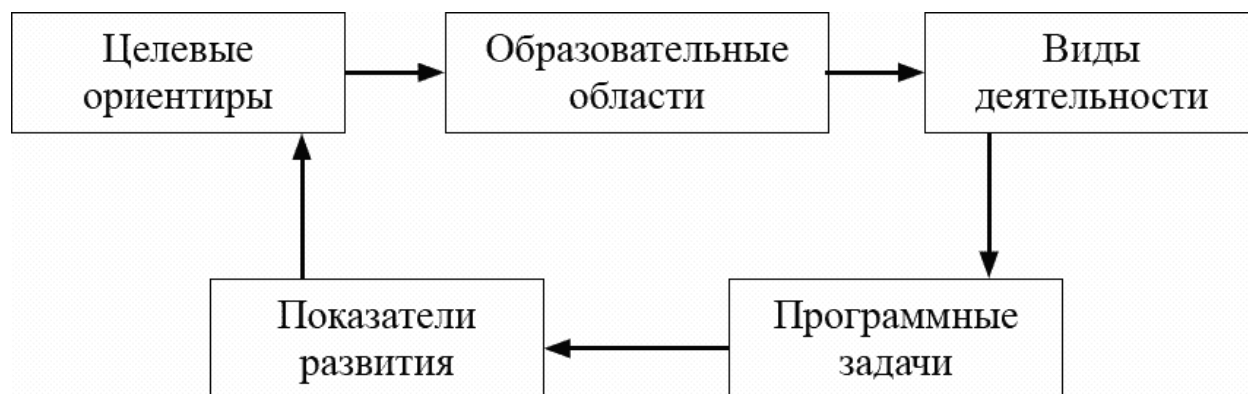 Целевые
ориентиры
Образовательные
области
Виды
деятельности
Показатели
развития
Программные
задачи